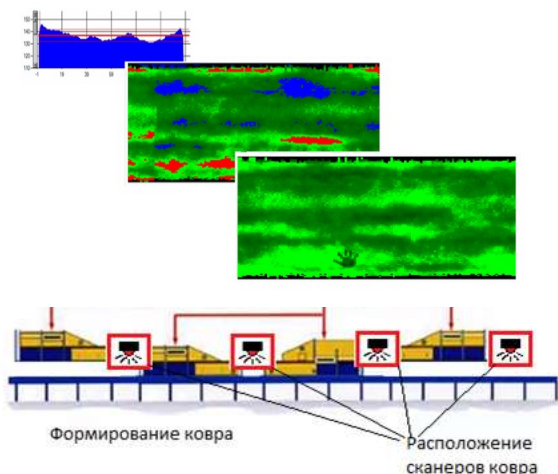 Формирование ковра
Расположение
сканеров ковра